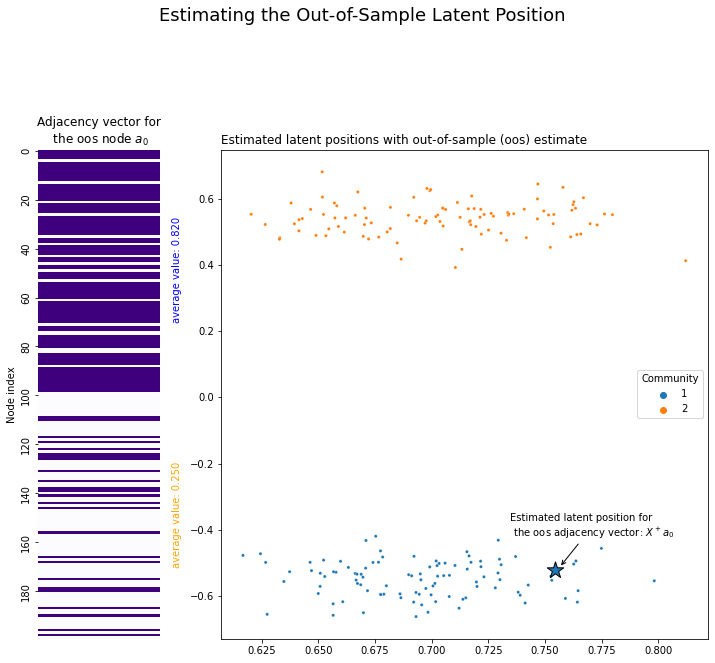 Estimating the Out-of-Sample Latent Position
Adjacency vector for
the oos node a₀
Node index
0
20
40
60
80
100
120
140
160
180
average value: 0.820
average value: 0.250
Estimated latent positions with out-of-sample (oos) estimate
0.6
0.4
0.2
0.0
−0.2
−0.4
−0.6
Community
1
2
Estimated latent position for
the oos adjacency vector: X⁺a₀
0.625 0.650 0.675 0.700 0.725 0.750 0.775 0.800